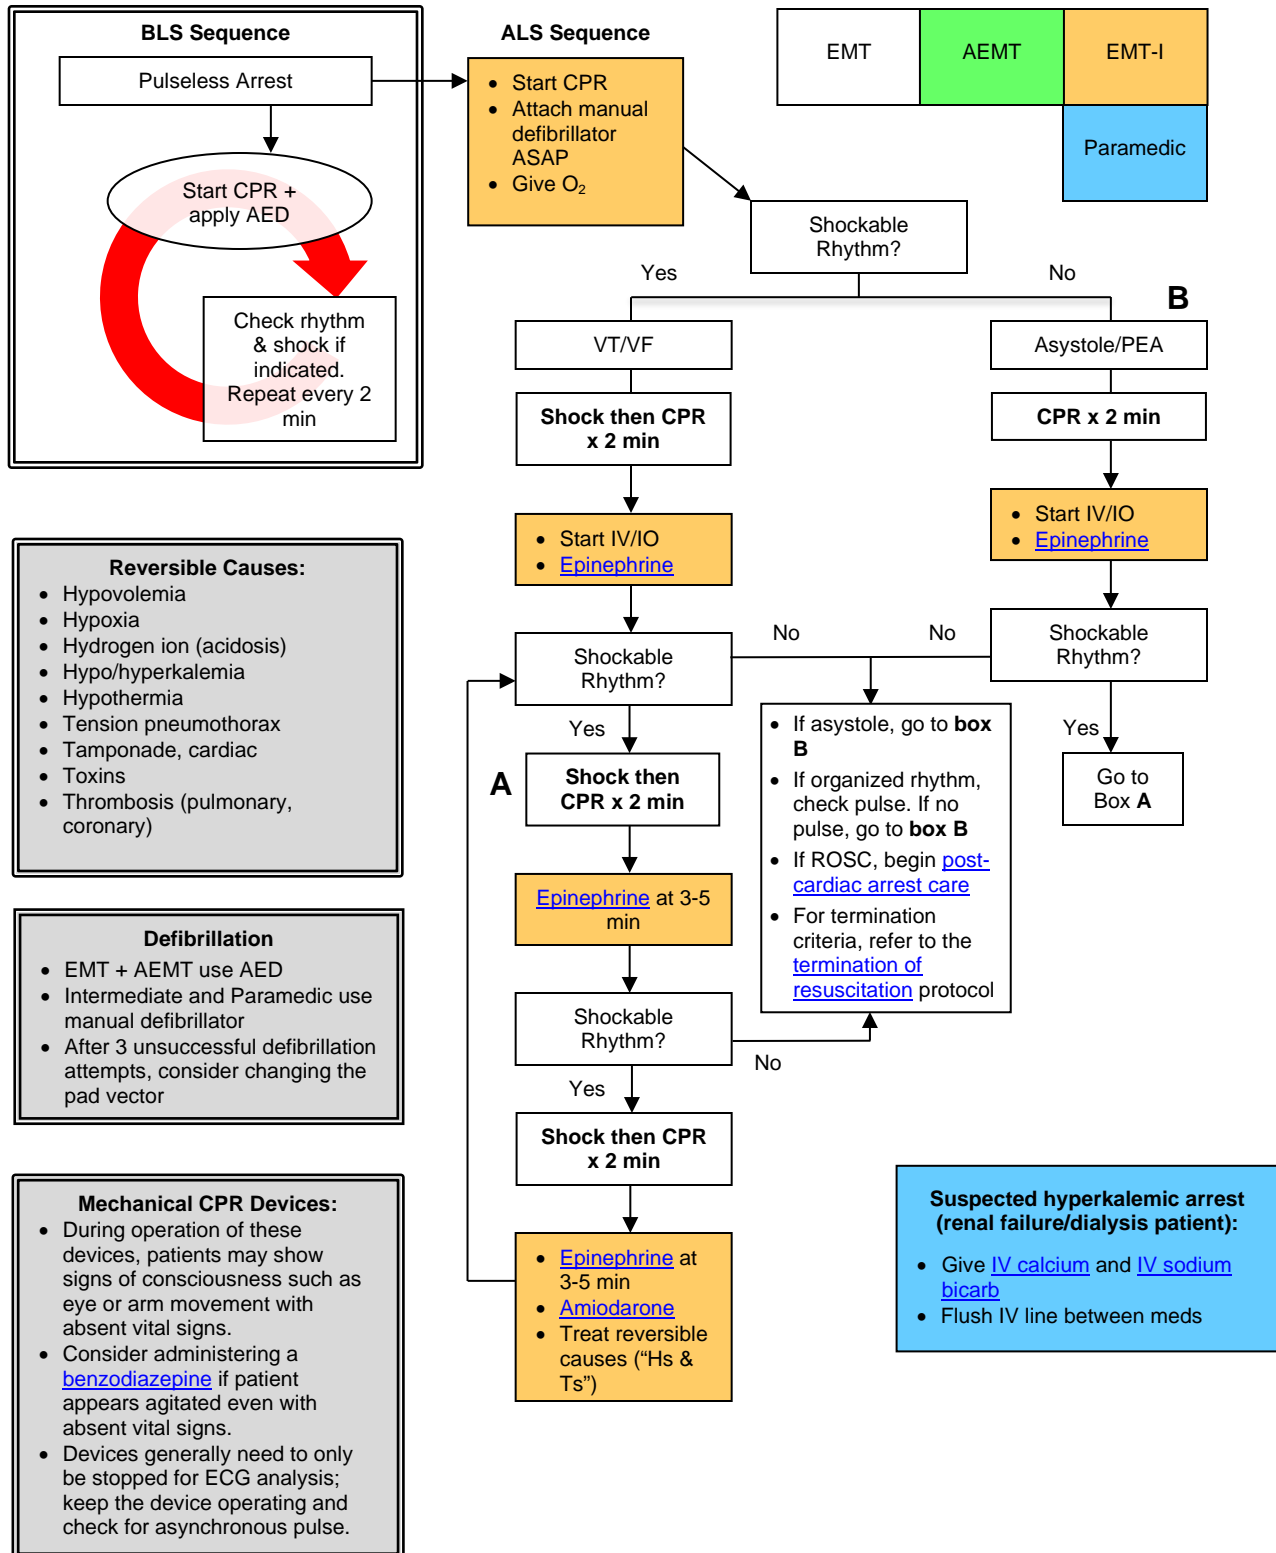 BLS Sequence
Pulseless Arrest
Start CPR +
apply AED
Check rhythm
& shock if
indicated.
Repeat every 2
min
ALS Sequence
• Start CPR
• Attach manual
defibrillator
ASAP
• Give O₂
EMT
AEMT
EMT-I
Paramedic
Shockable
Rhythm?
Yes
No
B
VT/VF
Asystole/PEA
Shock then CPR
x 2 min
CPR x 2 min
• Start IV/IO
• Epinephrine
• Start IV/IO
• Epinephrine
Shockable
Rhythm?
No
No
Shockable
Rhythm?
Yes
Yes
A
Shock then
CPR x 2 min
• If asystole, go to box
B
• If organized rhythm,
check pulse. If no
pulse, go to box B
• If ROSC, begin post-
cardiac arrest care
• For termination
criteria, refer to the
termination of
resuscitation protocol
Go to
Box A
Epinephrine at 3-5
min
Shockable
Rhythm?
No
Yes
Shock then CPR
x 2 min
• Epinephrine at
3-5 min
• Amiodarone
• Treat reversible
causes (“Hs &
Ts”)
Reversible Causes:
• Hypovolemia
• Hypoxia
• Hydrogen ion (acidosis)
• Hypo/hyperkalemia
• Hypothermia
• Tension pneumothorax
• Tamponade, cardiac
• Toxins
• Thrombosis (pulmonary,
coronary)
Defibrillation
• EMT + AEMT use AED
• Intermediate and Paramedic use
manual defibrillator
• After 3 unsuccessful defibrillation
attempts, consider changing the
pad vector
Mechanical CPR Devices:
• During operation of these
devices, patients may show
signs of consciousness such as
eye or arm movement with
absent vital signs.
• Consider administering a
benzodiazepine if patient
appears agitated even with
absent vital signs.
• Devices generally need to only
be stopped for ECG analysis;
keep the device operating and
check for asynchronous pulse.
Suspected hyperkalemic arrest
(renal failure/dialysis patient):
• Give IV calcium and IV sodium
bicarb
• Flush IV line between meds